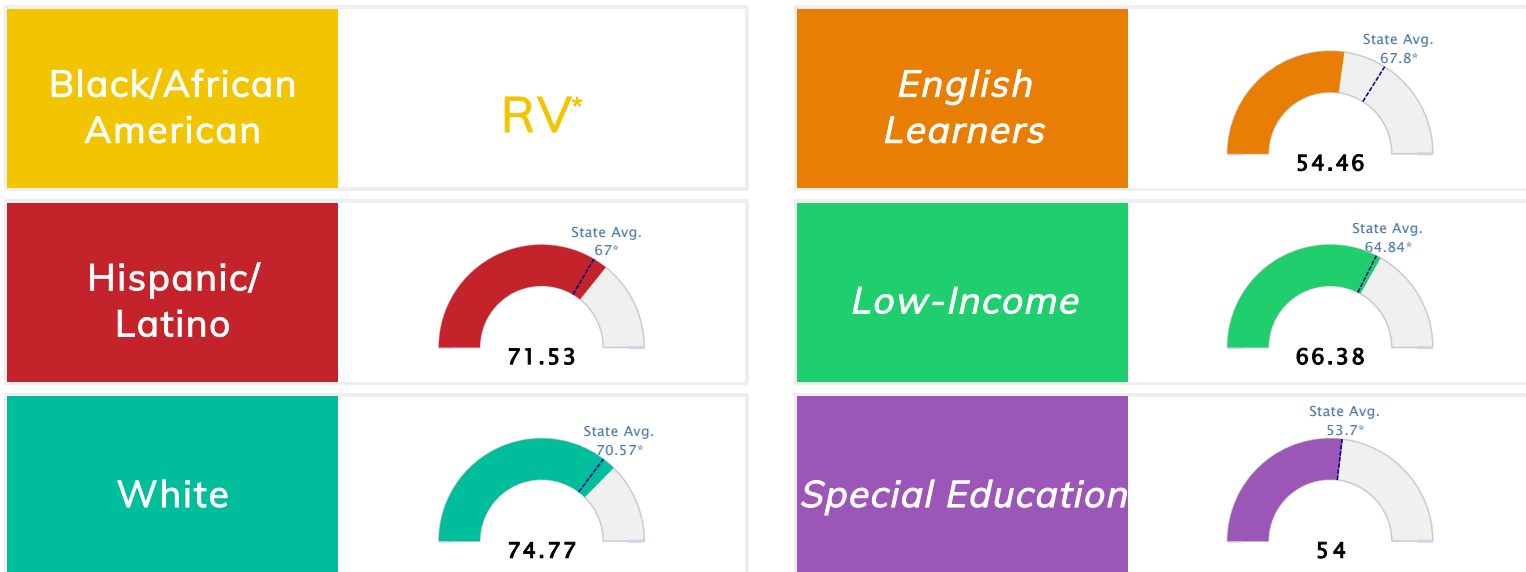 Black/African
American
RV*
English
Learners
State Avg.
67.8*
54.46
Hispanic/
Latino
State Avg.
67*
71.53
Low-Income
State Avg.
64.84*
66.38
White
State Avg.
70.57*
74.77
Special Education
State Avg.
53.7*
54